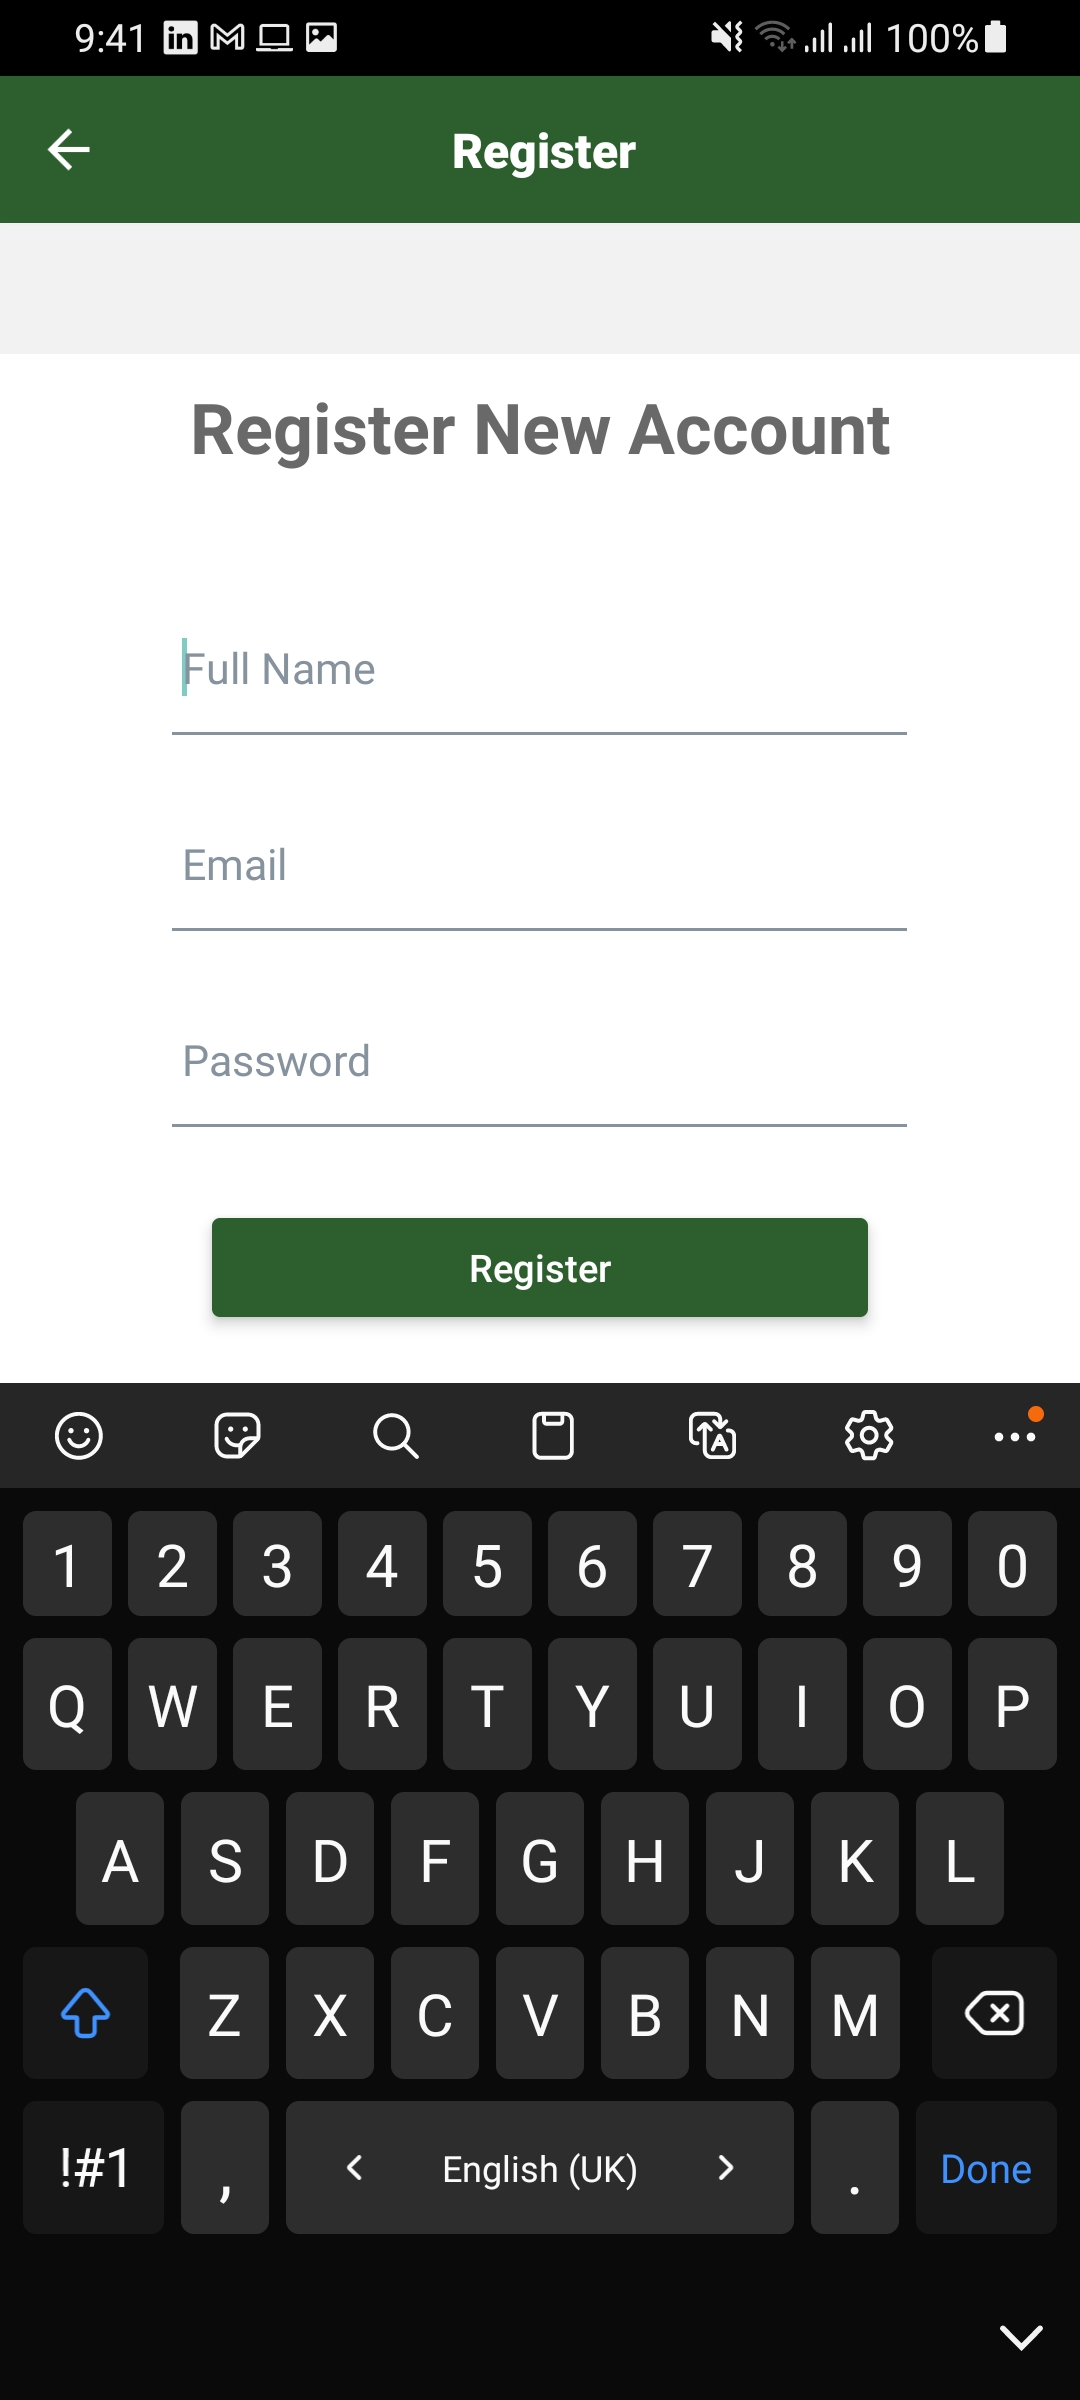 9:41 100%
Register
Register New Account
Full Name
Email
Password
Register
1 2 3 4 5 6 7 8 9 0
Q W E R T Y U I O P
A S D F G H J K L
Z X C V B N M
!#1 , English (UK) . Done